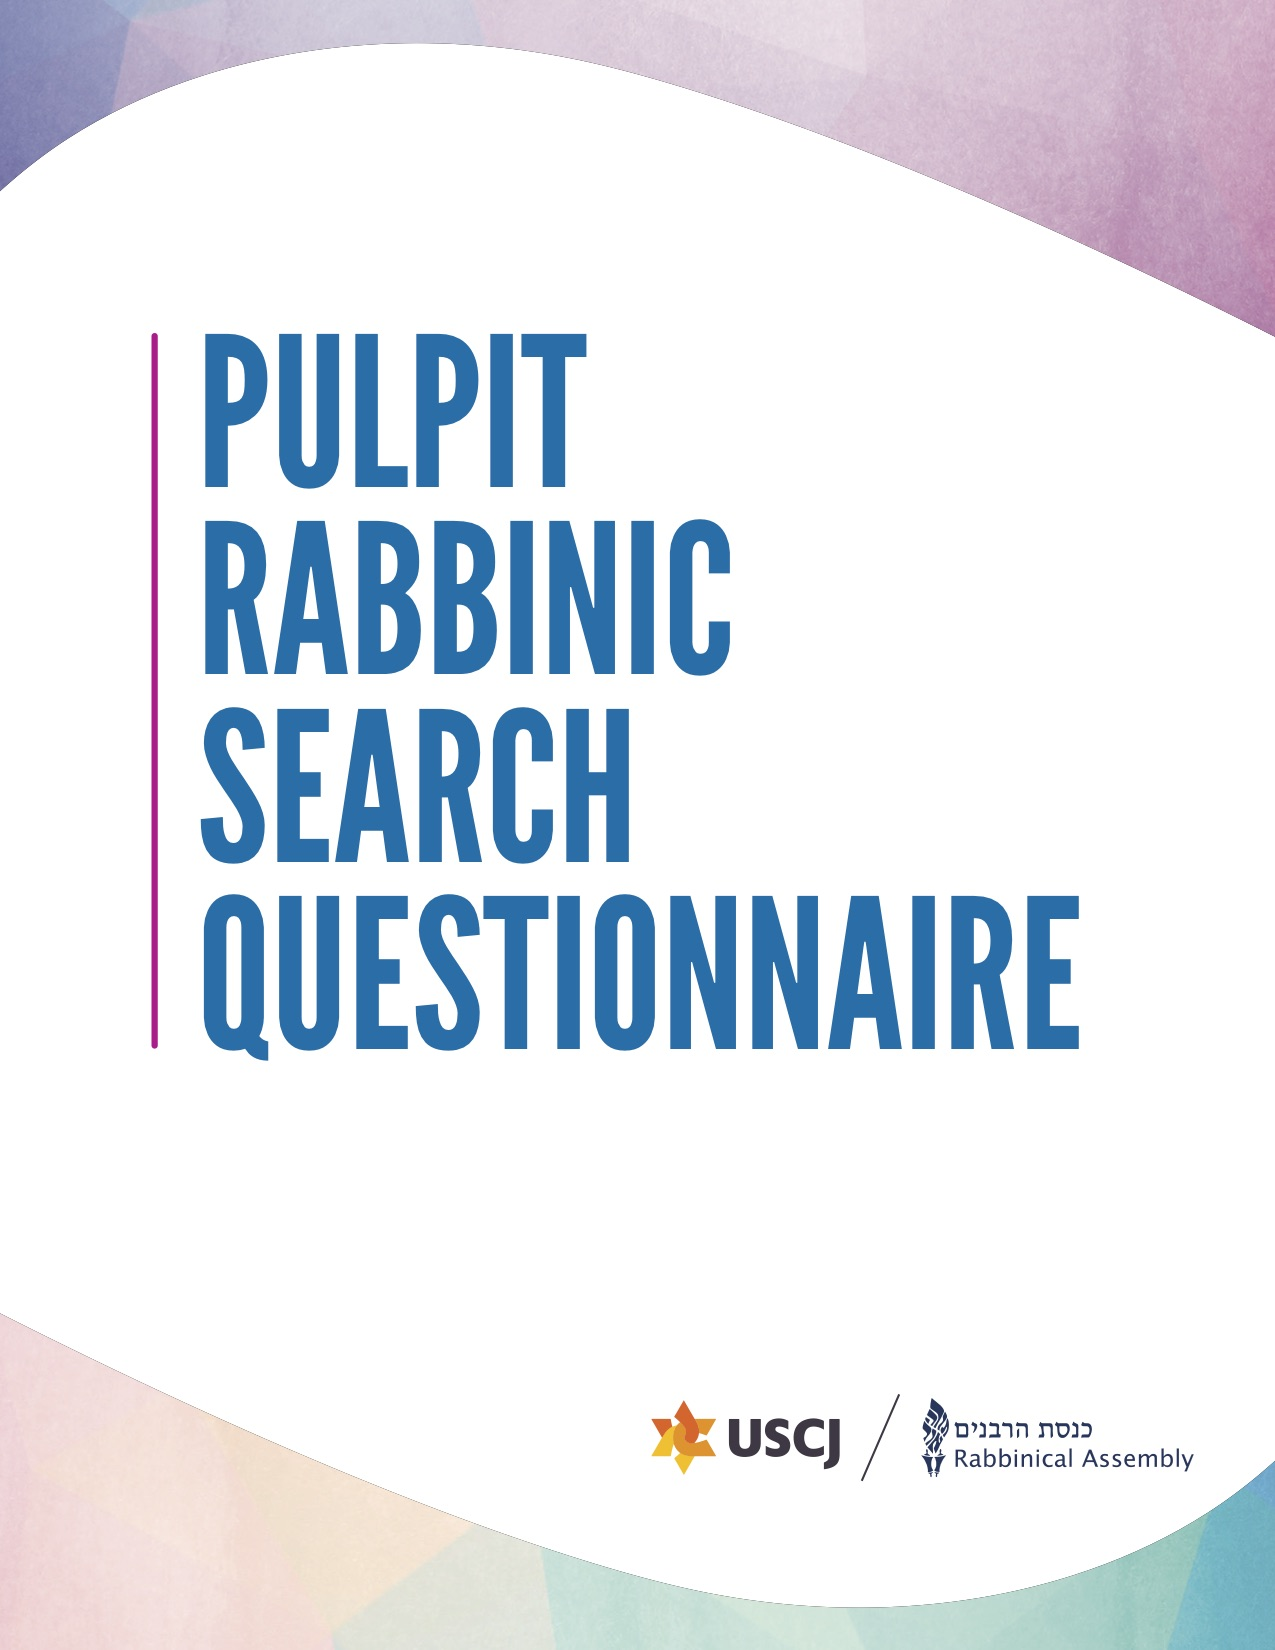 PULPIT
RABBINIC
SEARCH
QUESTIONNAIRE
USCJ
כנסת הרבנים
Rabbinical Assembly